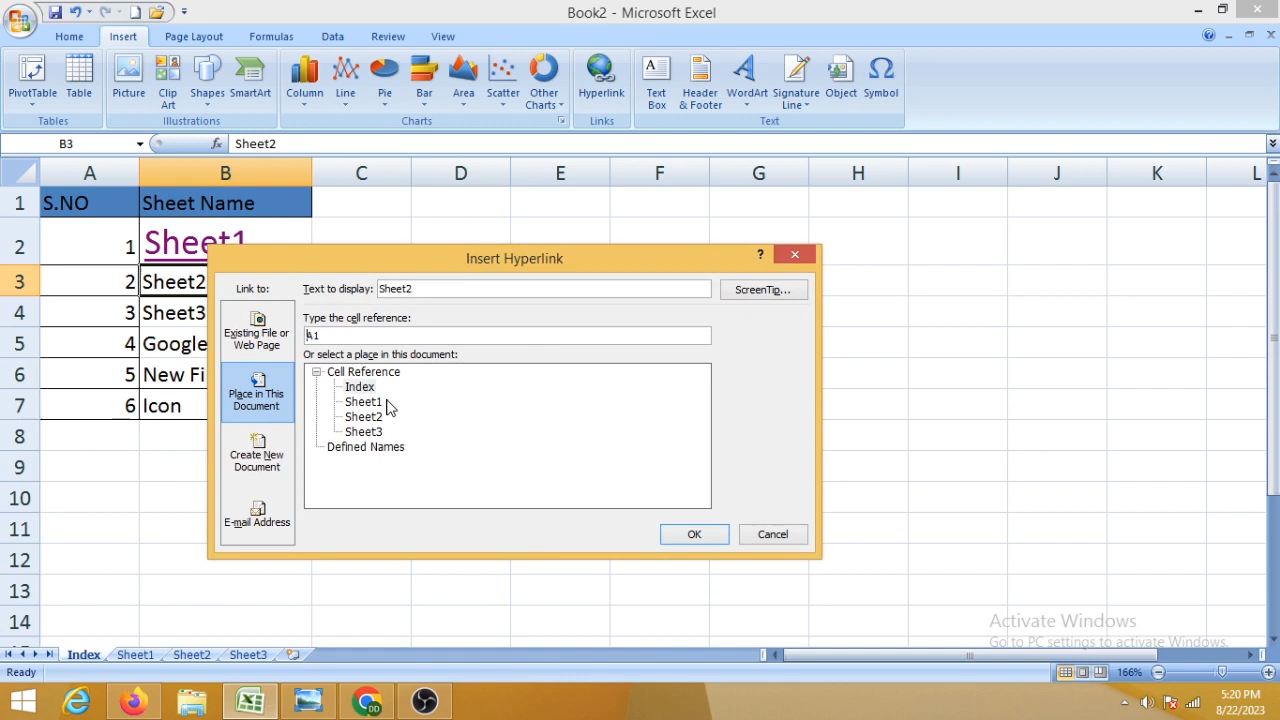 Book2 - Microsoft Excel
Home Insert Page Layout Formulas Data Review View
PivotTable Table Picture Clip Art Shapes SmartArt Column Line Pie Bar Area Scatter Other Charts Hyperlink Text Box Header & Footer WordArt Signature Line Object Symbol
Tables Illustrations Charts Links Text
B3 fx Sheet2
A B C D E F G H I J K L
1 S.NO Sheet Name
2 1 Sheet1
Insert Hyperlink ?
3 2 Sheet2
Link to: Text to display: Sheet2 ScreenTip...
4 3 Sheet3
Existing File or Web Page
Type the cell reference:
A1
5 4 Google
Or select a place in this document:
Cell Reference
6 5 New Fi
Place in This Document
Index
Sheet1
7 6 Icon
Sheet2
Sheet3
8
Defined Names
Create New Document
9
10
E-mail Address
11
OK Cancel
12
13
14
Activate Windows
Go to PC settings to activate Windows.
Index Sheet1 Sheet2 Sheet3
Ready 166%
DD
5:20 PM
8/22/2023